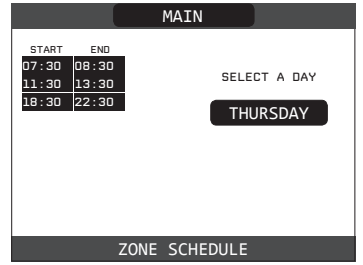 MAIN
START END
07:30 08:30
11:30 13:30
18:30 22:30
SELECT A DAY
THURSDAY
ZONE SCHEDULE